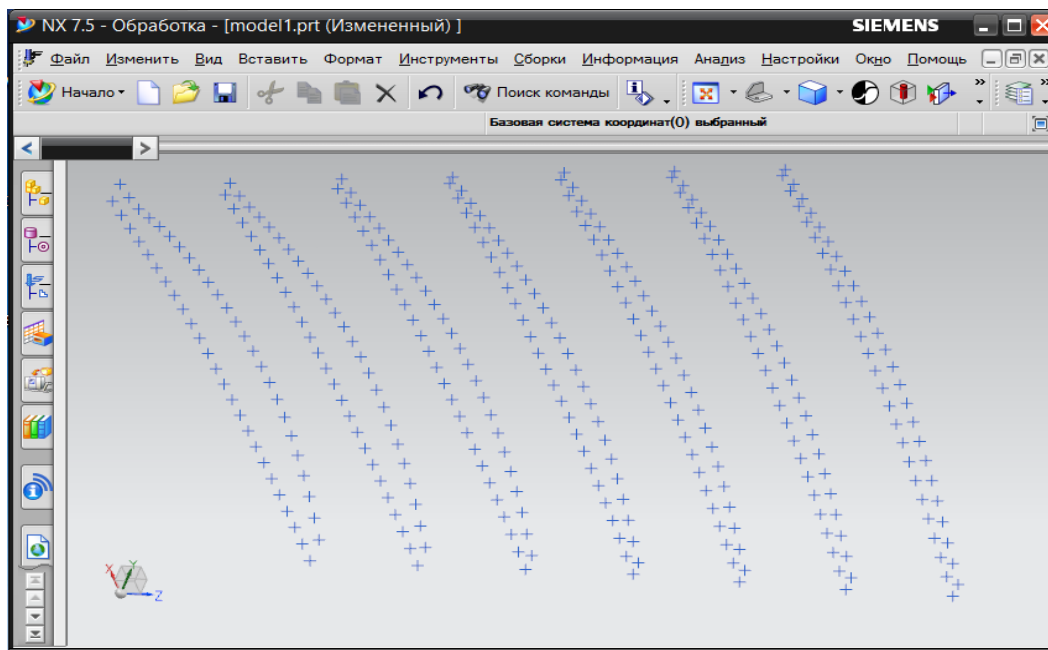 NX 7.5 - Обработка - [model1.prt (Измененный) ] SIEMENS
Файл Изменить Вид Вставить Формат Инструменты Сборки Информация Анализ Настройки Окно Помощь
Начало Поиск команды
Базовая система координат(0) выбранный
X Y Z